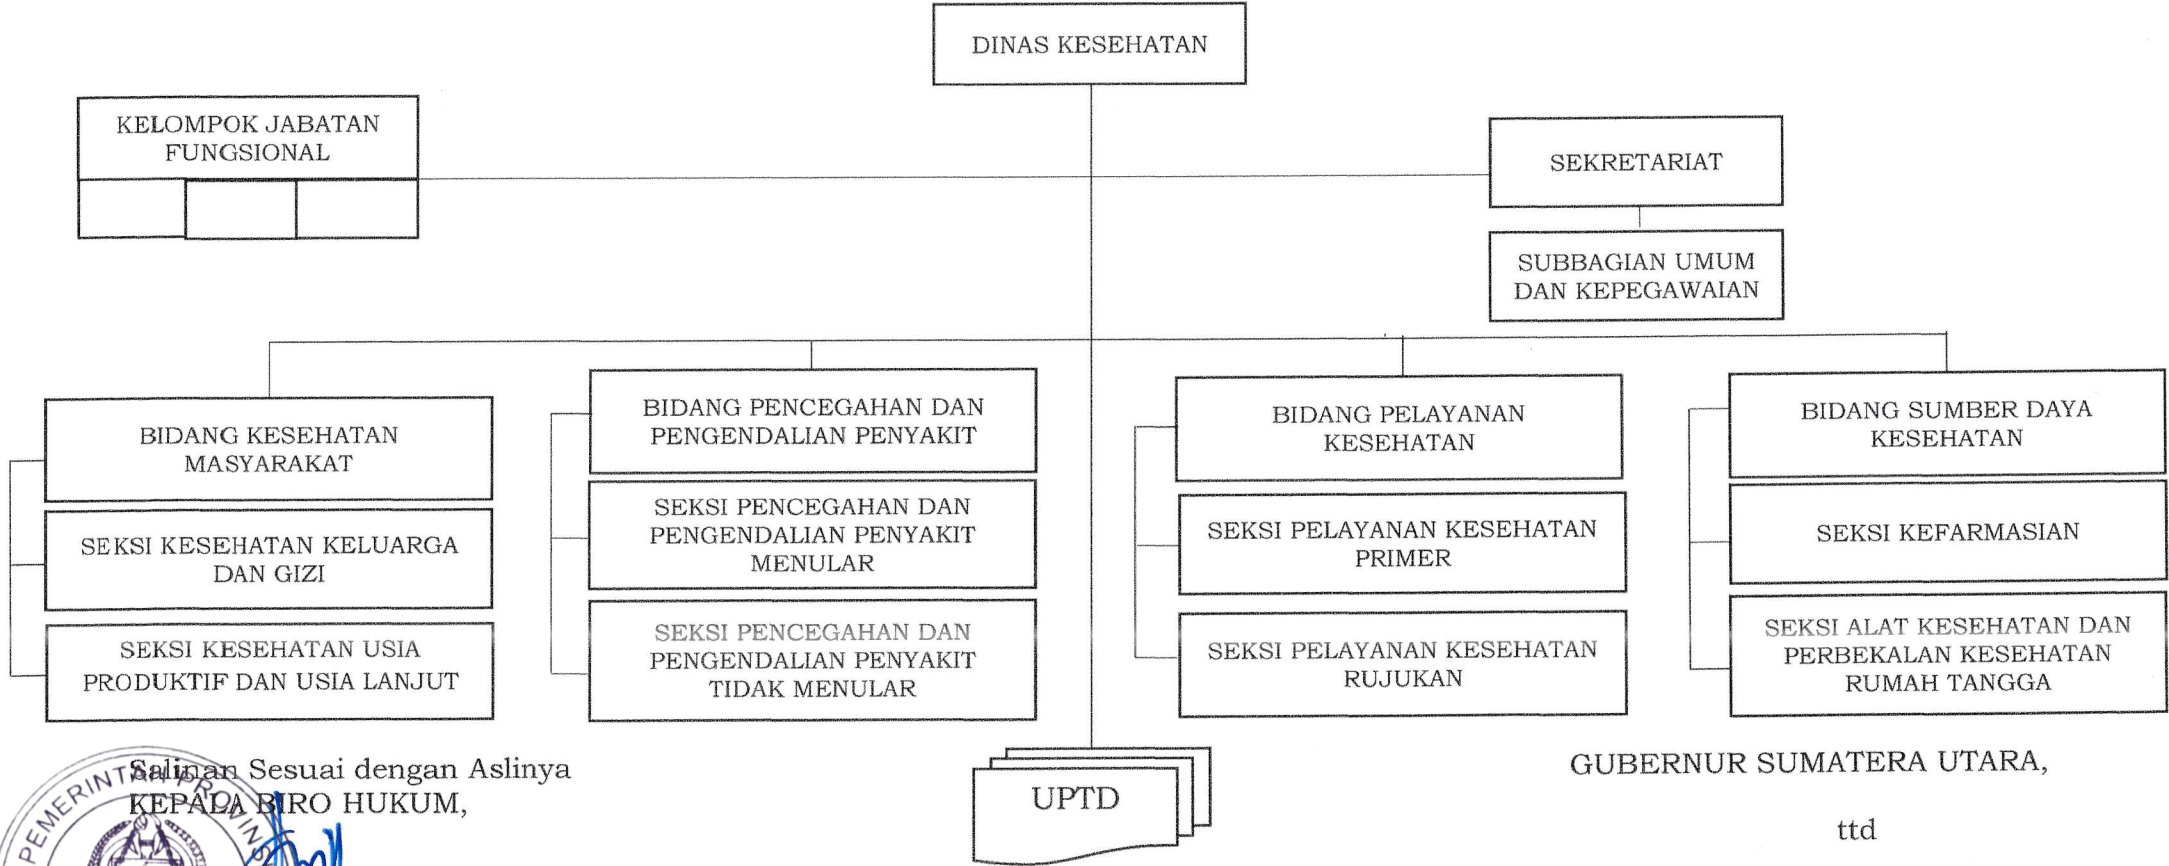 DINAS KESEHATAN
KELOMPOK JABATAN
FUNGSIONAL
SEKRETARIAT
SUBBAGIAN UMUM
DAN KEPEGAWAIAN
BIDANG KESEHATAN
MASYARAKAT
SEKSI KESEHATAN KELUARGA
DAN GIZI
SEKSI KESEHATAN USIA
PRODUKTIF DAN USIA LANJUT
BIDANG PENCEGAHAN DAN
PENGENDALIAN PENYAKIT
SEKSI PENCEGAHAN DAN
PENGENDALIAN PENYAKIT
MENULAR
SEKSI PENCEGAHAN DAN
PENGENDALIAN PENYAKIT
TIDAK MENULAR
BIDANG PELAYANAN
KESEHATAN
SEKSI PELAYANAN KESEHATAN
PRIMER
SEKSI PELAYANAN KESEHATAN
RUJUKAN
BIDANG SUMBER DAYA
KESEHATAN
SEKSI KEFARMASIAN
SEKSI ALAT KESEHATAN DAN
PERBEKALAN KESEHATAN
RUMAH TANGGA
UPTD
Salinan Sesuai dengan Aslinya
KEPALA BIRO HUKUM,
PEMERINTAH PROVINS
GUBERNUR SUMATERA UTARA,
ttd